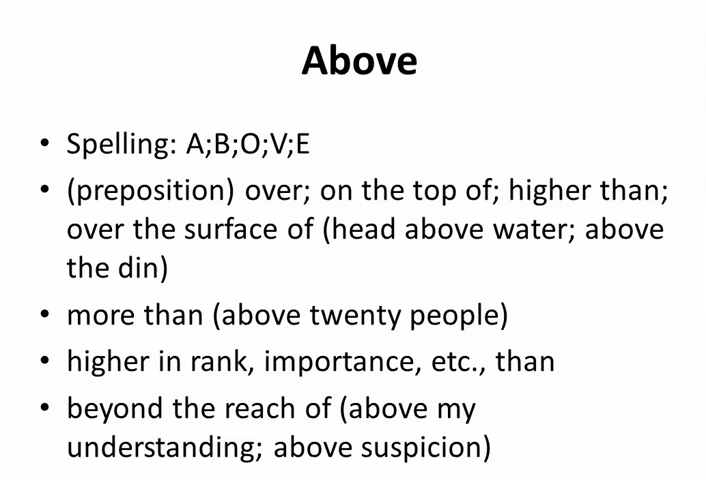 Above
• Spelling: A;B;O;V;E
• (preposition) over; on the top of; higher than;
over the surface of (head above water; above
the din)
• more than (above twenty people)
• higher in rank, importance, etc., than
• beyond the reach of (above my
understanding; above suspicion)